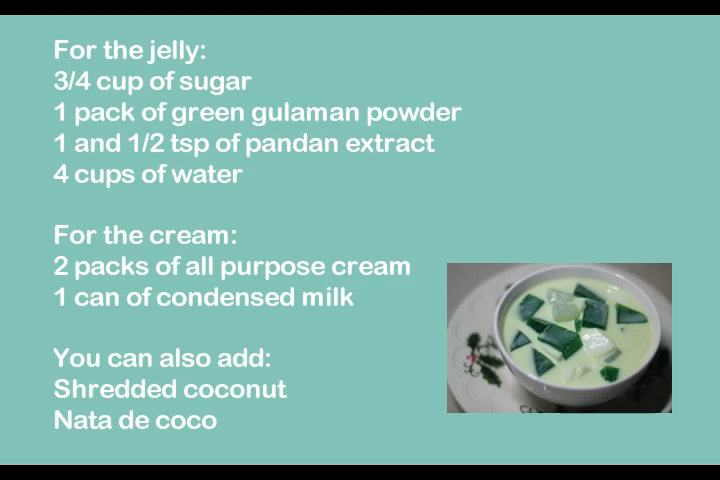 For the jelly:
3/4 cup of sugar
1 pack of green gulaman powder
1 and 1/2 tsp of pandan extract
4 cups of water
For the cream:
2 packs of all purpose cream
1 can of condensed milk
You can also add:
Shredded coconut
Nata de coco